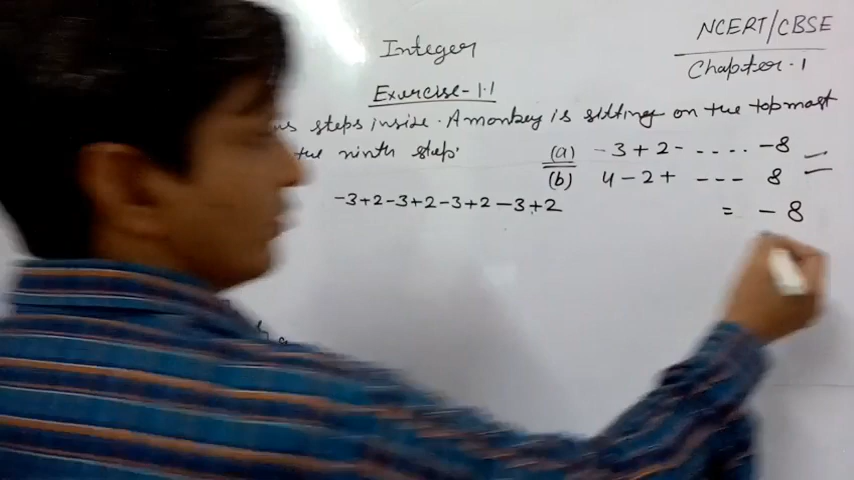 Integer
NCERT/CBSE
Chapter.1
Exercise-1.1
steps inside. A monkey is sitting on the topmost
the ninth step.
(a) -3+2-.....-8
(b) 4-2+ --- 8
-3+2-3+2-3+2-3+2 = -8